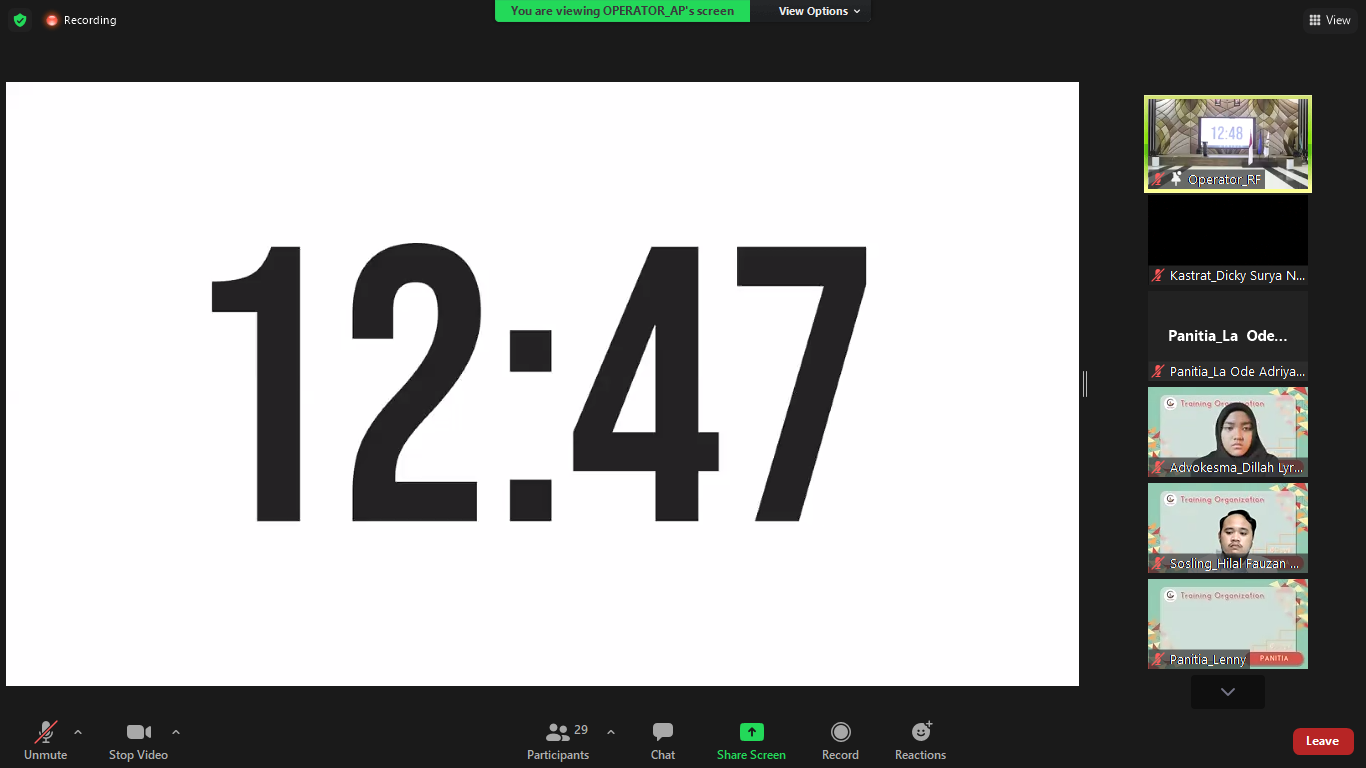 Recording
You are viewing OPERATOR_AP's screen
View Options
View
12:47
12:48
Operator_RF
Kastrat_Dicky Surya N...
Panitia_La Ode...
Panitia_La Ode Adriya...
Training Organization
Advokesma_Dillah Lyr...
Training Organization
Sosling_Hilal Fauzan ...
Training Organization
Panitia_Lenny
PANITIA
Unmute
Stop Video
29
Participants
Chat
Share Screen
Record
Reactions
Leave